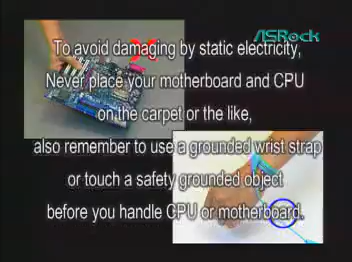 ASRock
To avoid damaging by static electricity,
Never place your motherboard and CPU
on the carpet or the like,
also remember to use a grounded wrist strap
or touch a safety grounded object
before you handle CPU or motherboard.